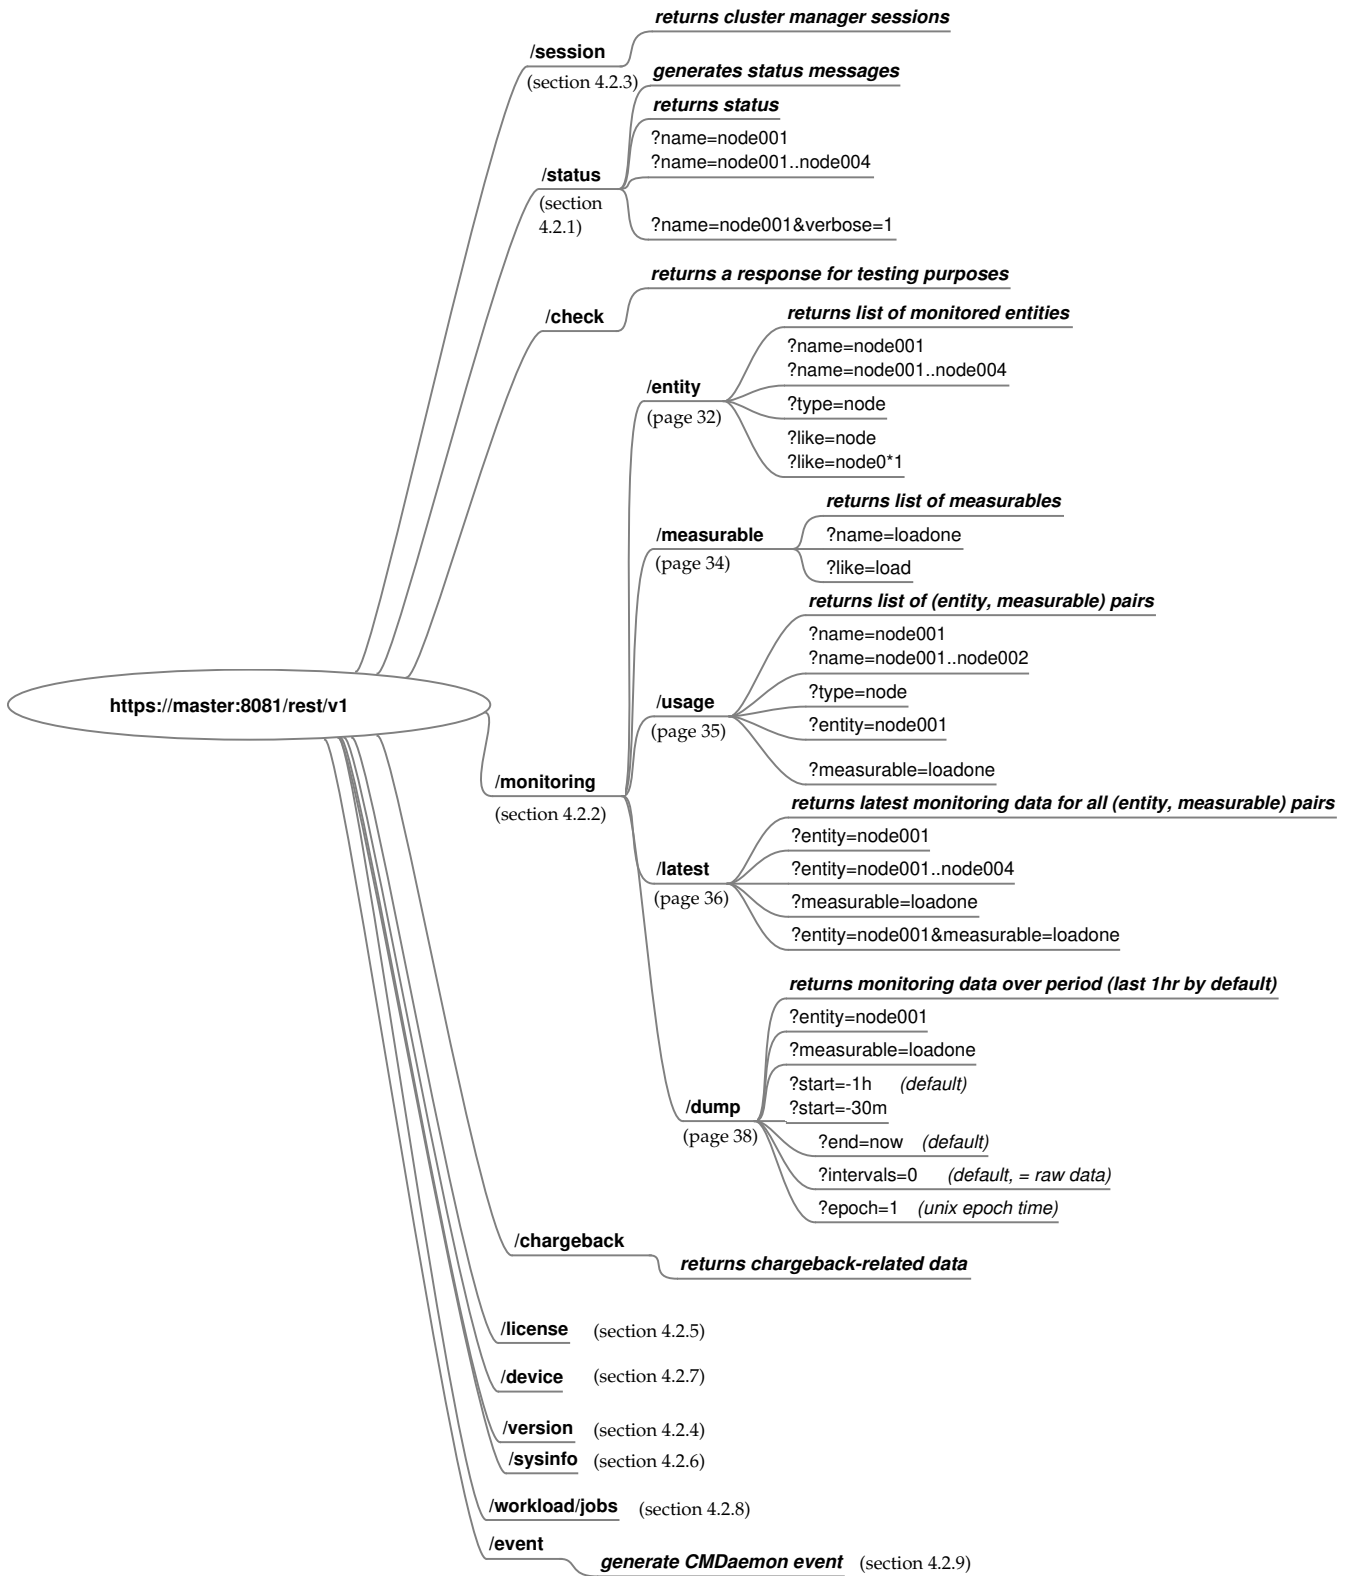 returns cluster manager sessions
/session
(section 4.2.3)
generates status messages
returns status
?name=node001
?name=node001..node004
/status
(section
4.2.1)
?name=node001&verbose=1
returns a response for testing purposes
/check
returns list of monitored entities
?name=node001
?name=node001..node004
/entity
(page 32)
?type=node
?like=node
?like=node0*1
returns list of measurables
/measurable
(page 34)
?name=loadone
?like=load
returns list of (entity, measurable) pairs
?name=node001
?name=node001..node002
?type=node
/usage
(page 35)
?entity=node001
?measurable=loadone
https://master:8081/rest/v1
/monitoring
(section 4.2.2)
returns latest monitoring data for all (entity, measurable) pairs
?entity=node001
?entity=node001..node004
/latest
(page 36)
?measurable=loadone
?entity=node001&measurable=loadone
returns monitoring data over period (last 1hr by default)
?entity=node001
?measurable=loadone
?start=-1h (default)
?start=-30m
/dump
(page 38)
?end=now (default)
?intervals=0 (default, = raw data)
?epoch=1 (unix epoch time)
/chargeback
returns chargeback-related data
/license (section 4.2.5)
/device (section 4.2.7)
/version (section 4.2.4)
/sysinfo (section 4.2.6)
/workload/jobs (section 4.2.8)
/event
generate CMDaemon event (section 4.2.9)